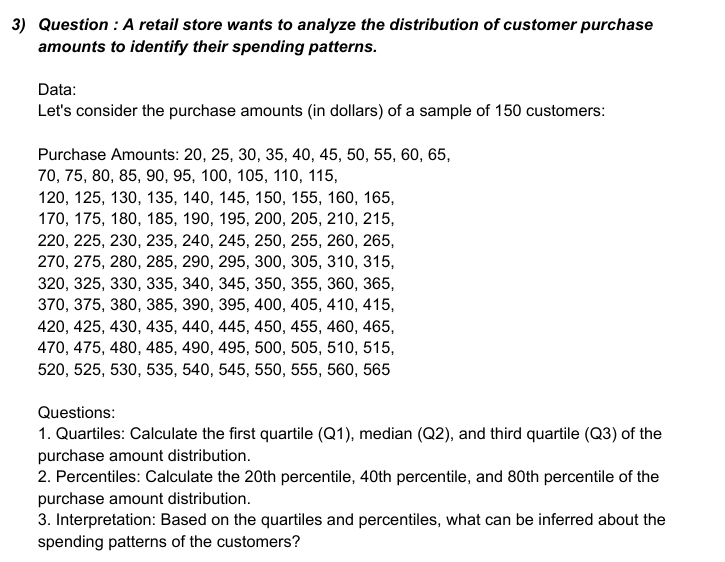 3) Question : A retail store wants to analyze the distribution of customer purchase
amounts to identify their spending patterns.
Data:
Let's consider the purchase amounts (in dollars) of a sample of 150 customers:
Purchase Amounts: 20, 25, 30, 35, 40, 45, 50, 55, 60, 65,
70, 75, 80, 85, 90, 95, 100, 105, 110, 115,
120, 125, 130, 135, 140, 145, 150, 155, 160, 165,
170, 175, 180, 185, 190, 195, 200, 205, 210, 215,
220, 225, 230, 235, 240, 245, 250, 255, 260, 265,
270, 275, 280, 285, 290, 295, 300, 305, 310, 315,
320, 325, 330, 335, 340, 345, 350, 355, 360, 365,
370, 375, 380, 385, 390, 395, 400, 405, 410, 415,
420, 425, 430, 435, 440, 445, 450, 455, 460, 465,
470, 475, 480, 485, 490, 495, 500, 505, 510, 515,
520, 525, 530, 535, 540, 545, 550, 555, 560, 565
Questions:
1. Quartiles: Calculate the first quartile (Q1), median (Q2), and third quartile (Q3) of the
purchase amount distribution.
2. Percentiles: Calculate the 20th percentile, 40th percentile, and 80th percentile of the
purchase amount distribution.
3. Interpretation: Based on the quartiles and percentiles, what can be inferred about the
spending patterns of the customers?